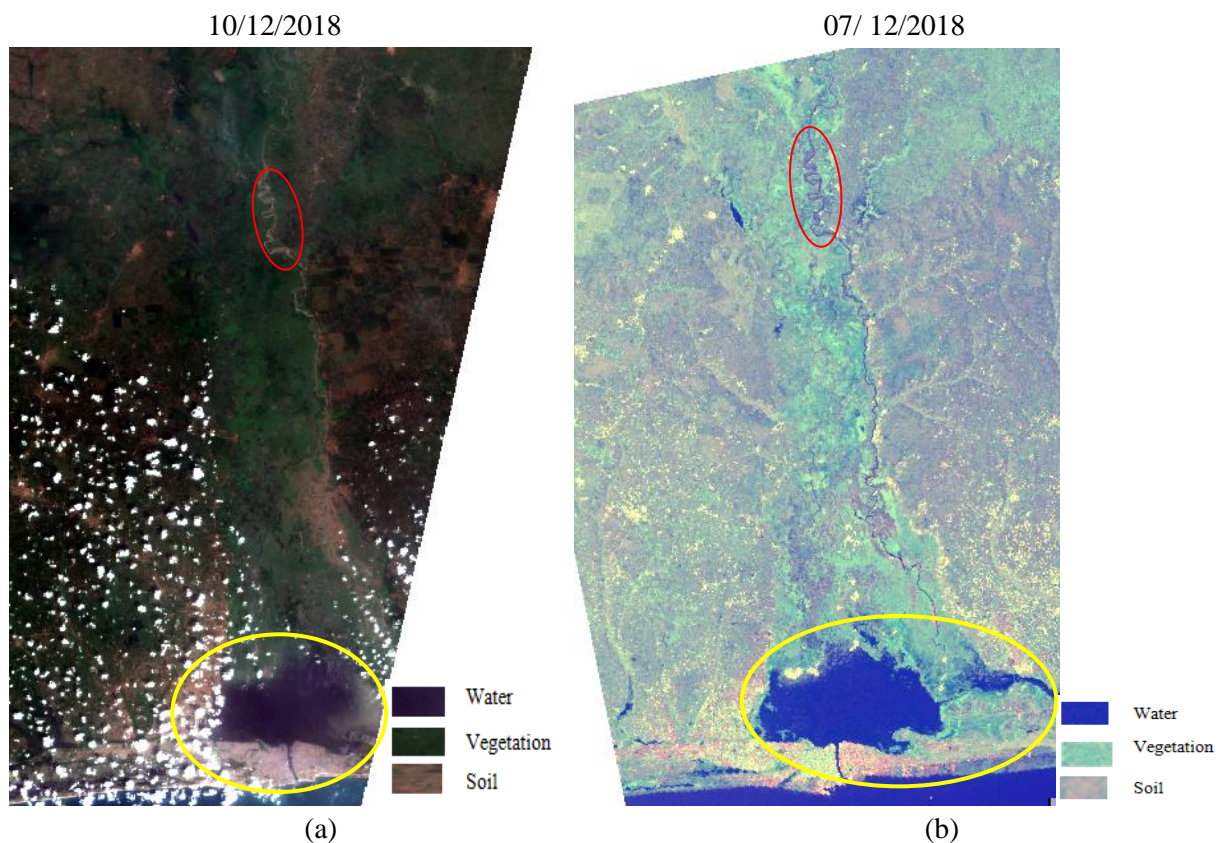 10/12/2018
07/ 12/2018
Water
Vegetation
Soil
Water
Vegetation
Soil
(a)
(b)